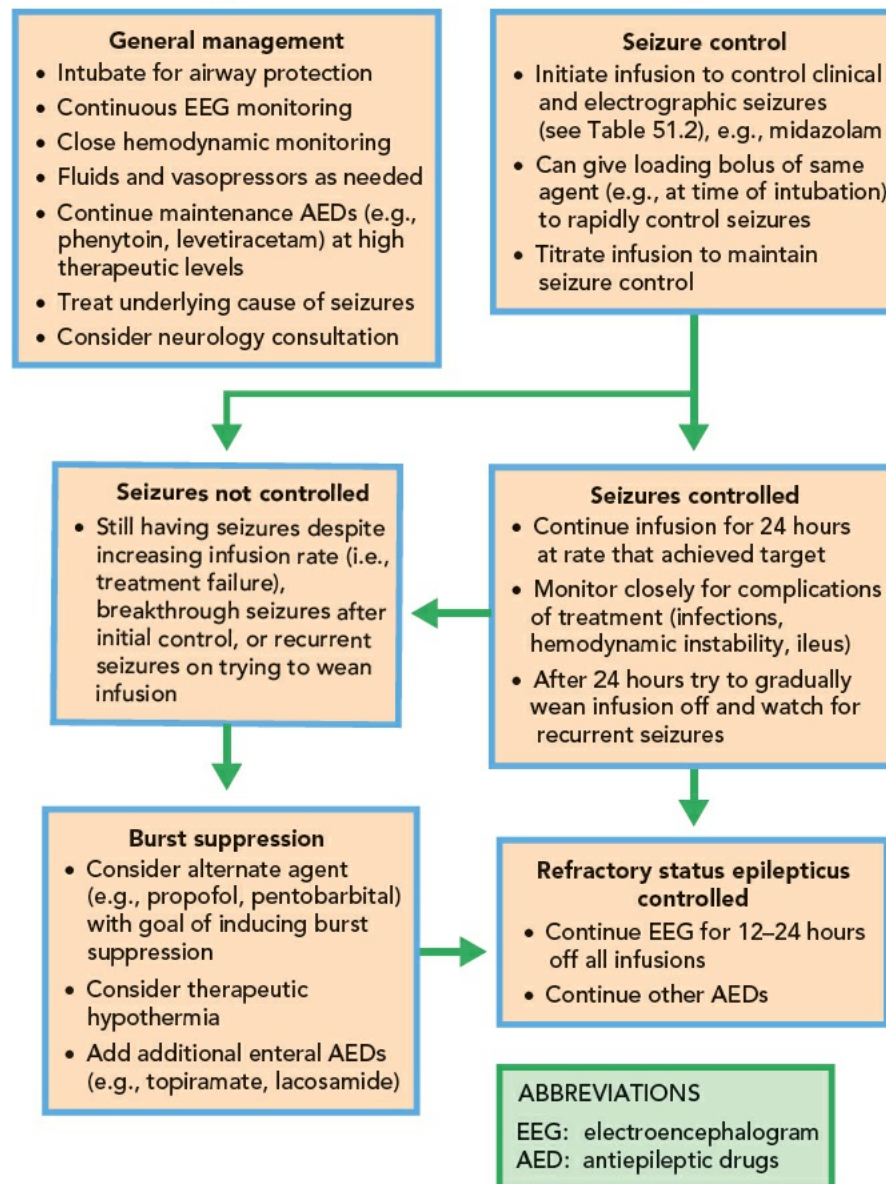 General management
• Intubate for airway protection
• Continuous EEG monitoring
• Close hemodynamic monitoring
• Fluids and vasopressors as needed
• Continue maintenance AEDs (e.g.,
phenytoin, levetiracetam) at high
therapeutic levels
• Treat underlying cause of seizures
• Consider neurology consultation
Seizure control
• Initiate infusion to control clinical
and electrographic seizures
(see Table 51.2), e.g., midazolam
• Can give loading bolus of same
agent (e.g., at time of intubation)
to rapidly control seizures
• Titrate infusion to maintain
seizure control
Seizures not controlled
• Still having seizures despite
increasing infusion rate (i.e.,
treatment failure),
breakthrough seizures after
initial control, or recurrent
seizures on trying to wean
infusion
Seizures controlled
• Continue infusion for 24 hours
at rate that achieved target
• Monitor closely for complications
of treatment (infections,
hemodynamic instability, ileus)
• After 24 hours try to gradually
wean infusion off and watch for
recurrent seizures
Burst suppression
• Consider alternate agent
(e.g., propofol, pentobarbital)
with goal of inducing burst
suppression
• Consider therapeutic
hypothermia
• Add additional enteral AEDs
(e.g., topiramate, lacosamide)
Refractory status epilepticus
controlled
• Continue EEG for 12–24 hours
off all infusions
• Continue other AEDs
ABBREVIATIONS
EEG: electroencephalogram
AED: antiepileptic drugs